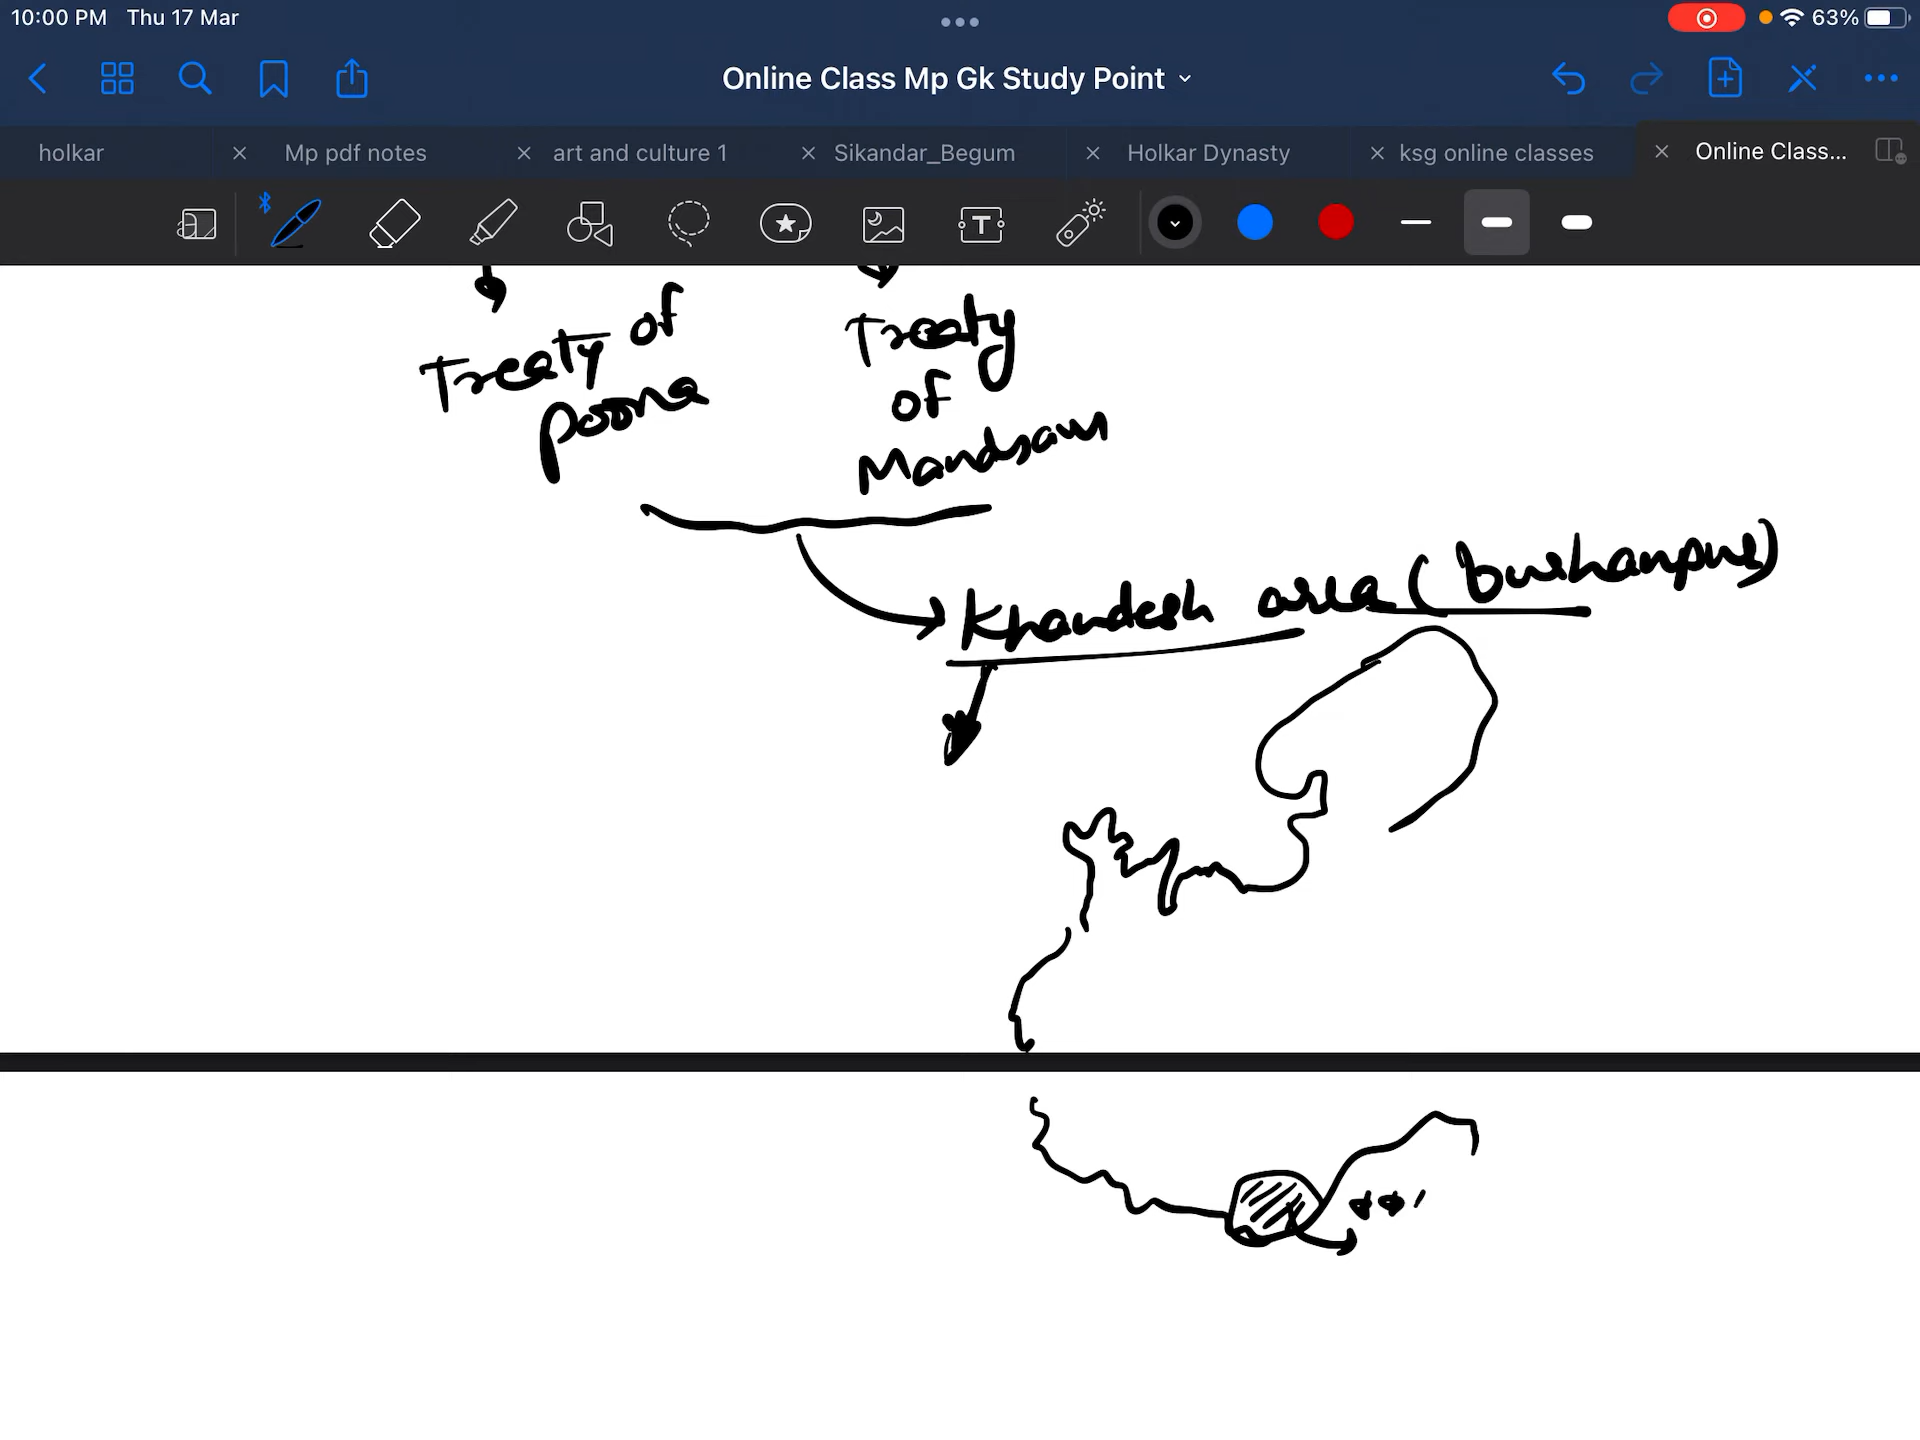 10:00 PM Thu 17 Mar
63%
Online Class Mp Gk Study Point
holkar
Mp pdf notes
art and culture 1
Sikandar_Begum
Holkar Dynasty
ksg online classes
Online Class...
Treaty of
poona
Treaty
of
Mandsaur
Khandesh area (burhanpur)